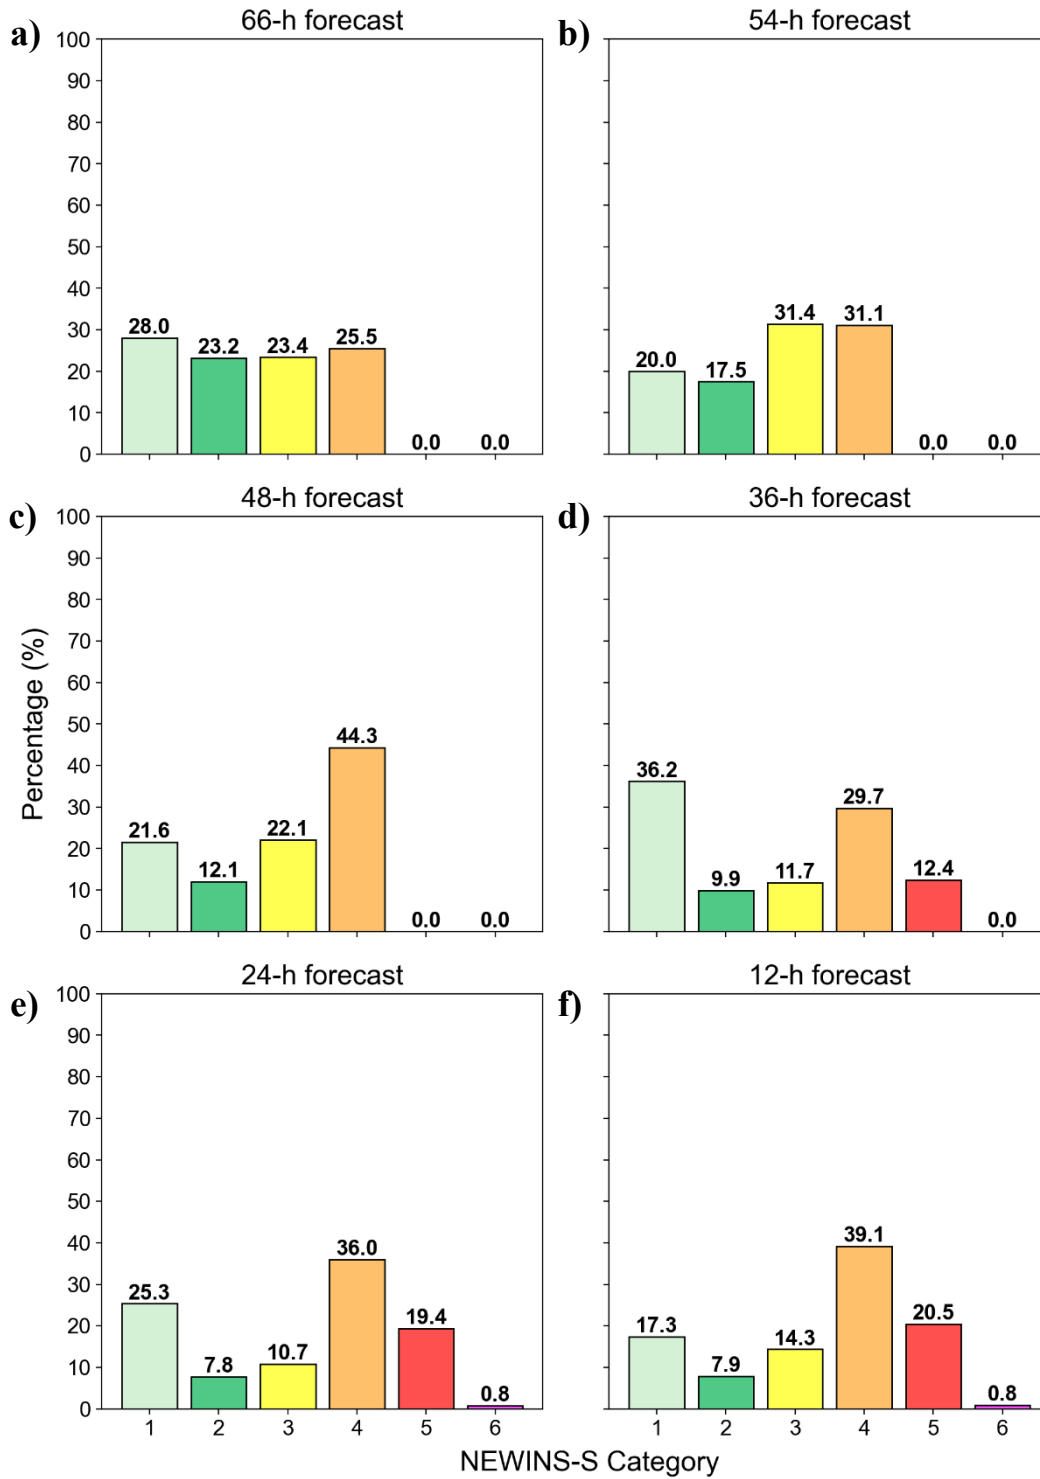 a) 66-h forecast
100
90
80
70
60
50
40
30
20
10
0
28.0 23.2 23.4 25.5 0.0 0.0
b) 54-h forecast
20.0 17.5 31.4 31.1 0.0 0.0
c) 48-h forecast
100
90
80
70
60
50
40
30
20
10
0
21.6 12.1 22.1 44.3 0.0 0.0
d) 36-h forecast
36.2 9.9 11.7 29.7 12.4 0.0
Percentage (%)
e) 24-h forecast
100
90
80
70
60
50
40
30
20
10
0
25.3 7.8 10.7 36.0 19.4 0.8
1 2 3 4 5 6
f) 12-h forecast
17.3 7.9 14.3 39.1 20.5 0.8
1 2 3 4 5 6
NEWINS-S Category